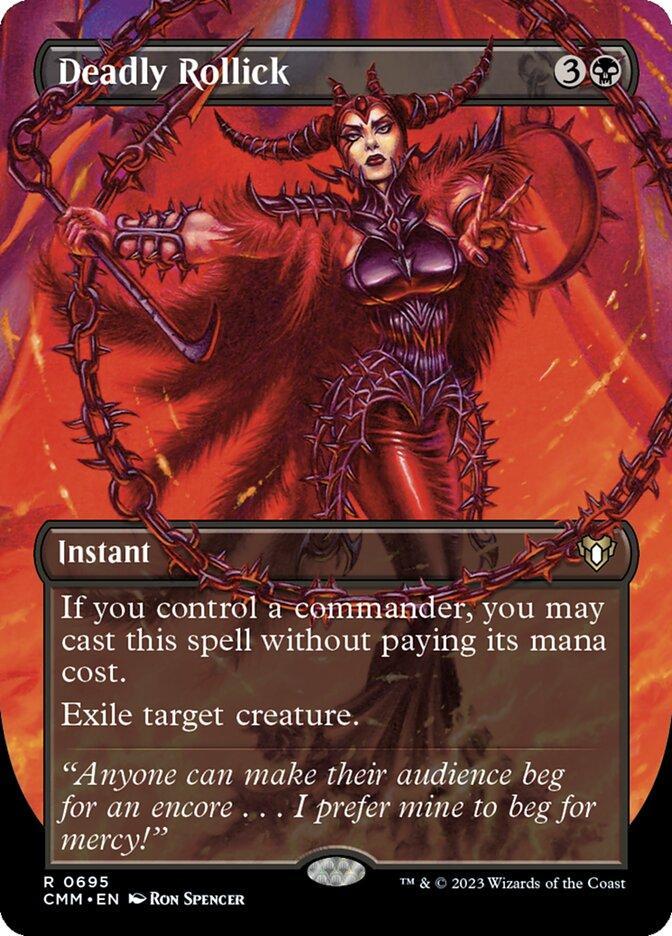 Deadly Rollick 3
Instant
If you control a commander, you may
cast this spell without paying its mana
cost.
Exile target creature.
“Anyone can make their audience beg
for an encore . . . I prefer mine to beg for
mercy!”
R 0695
CMM • EN Ron Spencer
™ & © 2023 Wizards of the Coast